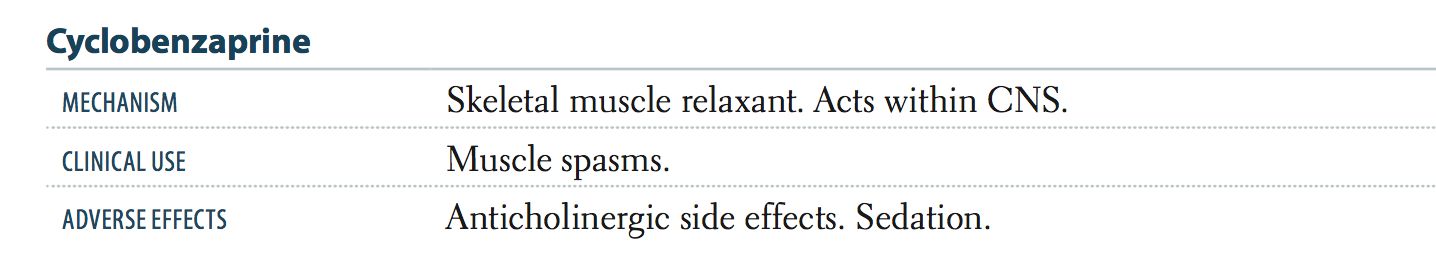 Cyclobenzaprine
MECHANISM Skeletal muscle relaxant. Acts within CNS.
CLINICAL USE Muscle spasms.
ADVERSE EFFECTS Anticholinergic side effects. Sedation.